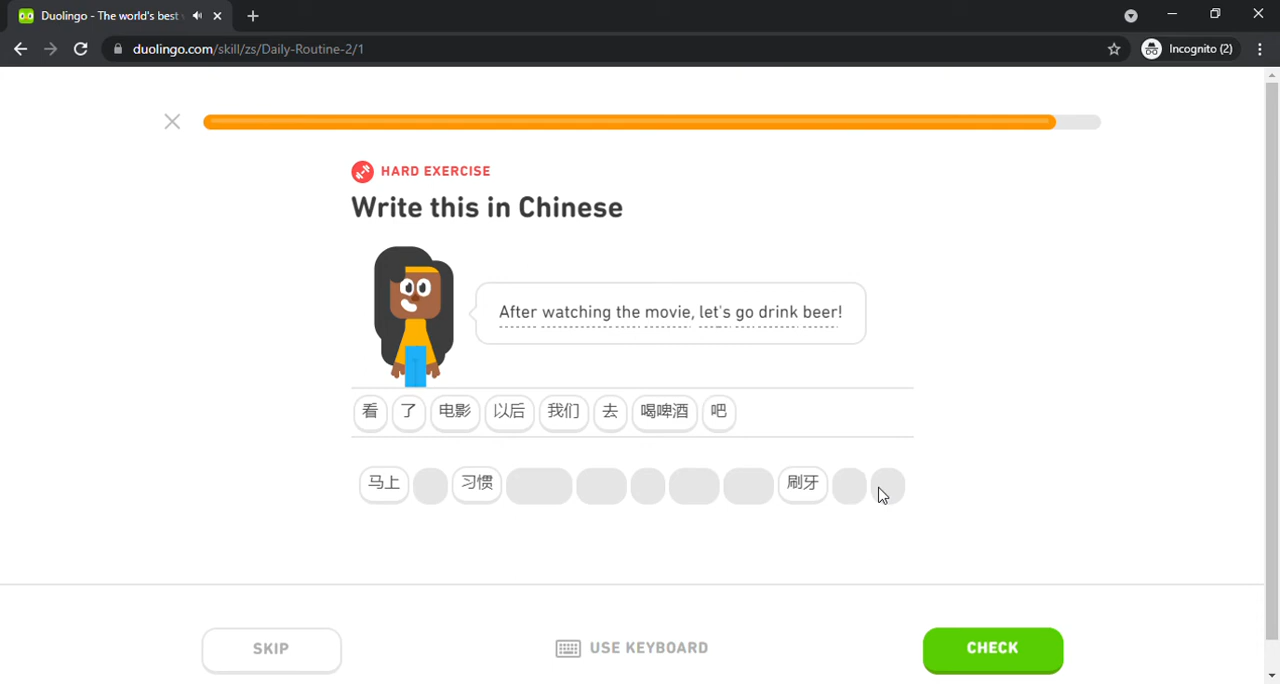 Duolingo - The world's best
duolingo.com/skill/zs/Daily-Routine-2/1
Incognito (2)
HARD EXERCISE
Write this in Chinese
After watching the movie, let's go drink beer!
看 了 电影 以后 我们 去 喝啤酒 吧
马上 习惯 刷牙
SKIP
USE KEYBOARD
CHECK